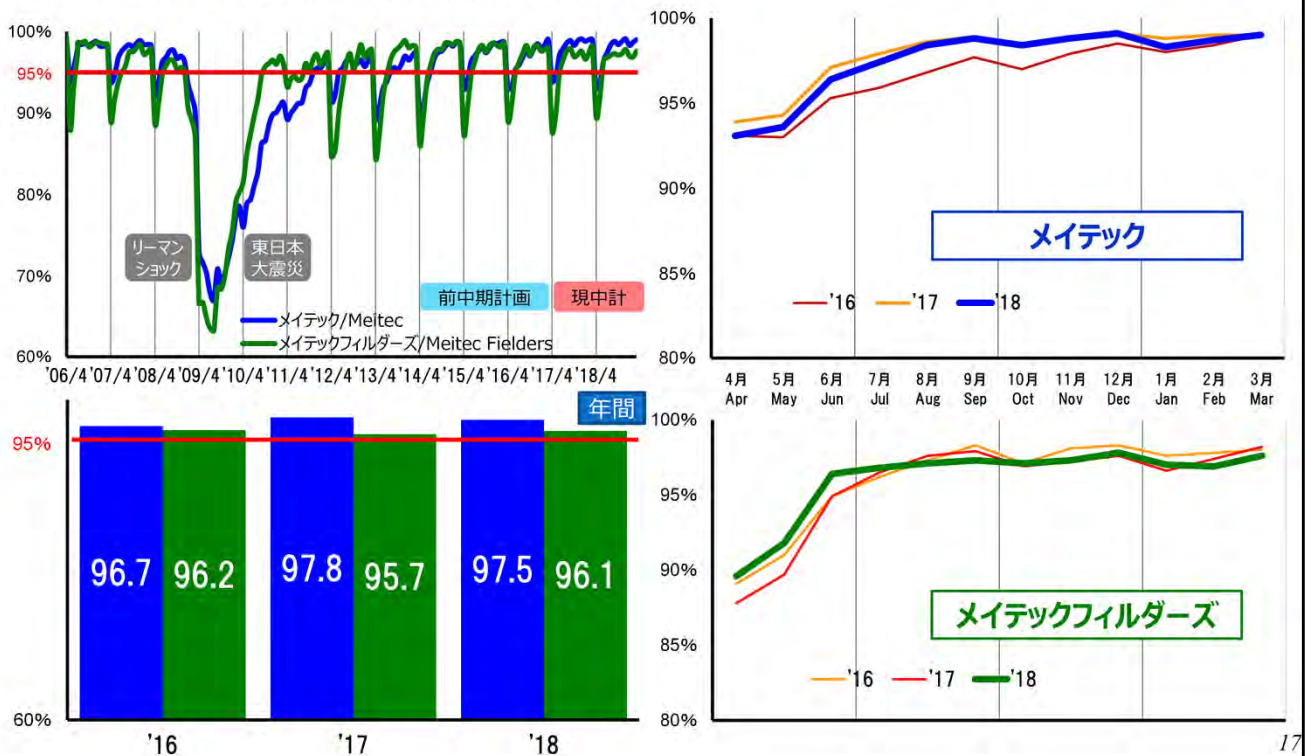 100%
95%
90%
80%
70%
60%
リーマン
ショック
東日本
大震災
前中期計画
現中計
メイテック/Meitec
メイテックフィルダーズ/Meitec Fielders
'06/4 '07/4 '08/4 '09/4 '10/4 '11/4 '12/4 '13/4 '14/4 '15/4 '16/4 '17/4 '18/4
100%
95%
90%
85%
80%
メイテック
'16 '17 '18
4月 5月 6月 7月 8月 9月 10月 11月 12月 1月 2月 3月
Apr May Jun Jul Aug Sep Oct Nov Dec Jan Feb Mar
年間
95%
60%
96.7 96.2 97.8 95.7 97.5 96.1
'16 '17 '18
100%
95%
90%
85%
80%
メイテックフィルダーズ
'16 '17 '18
17